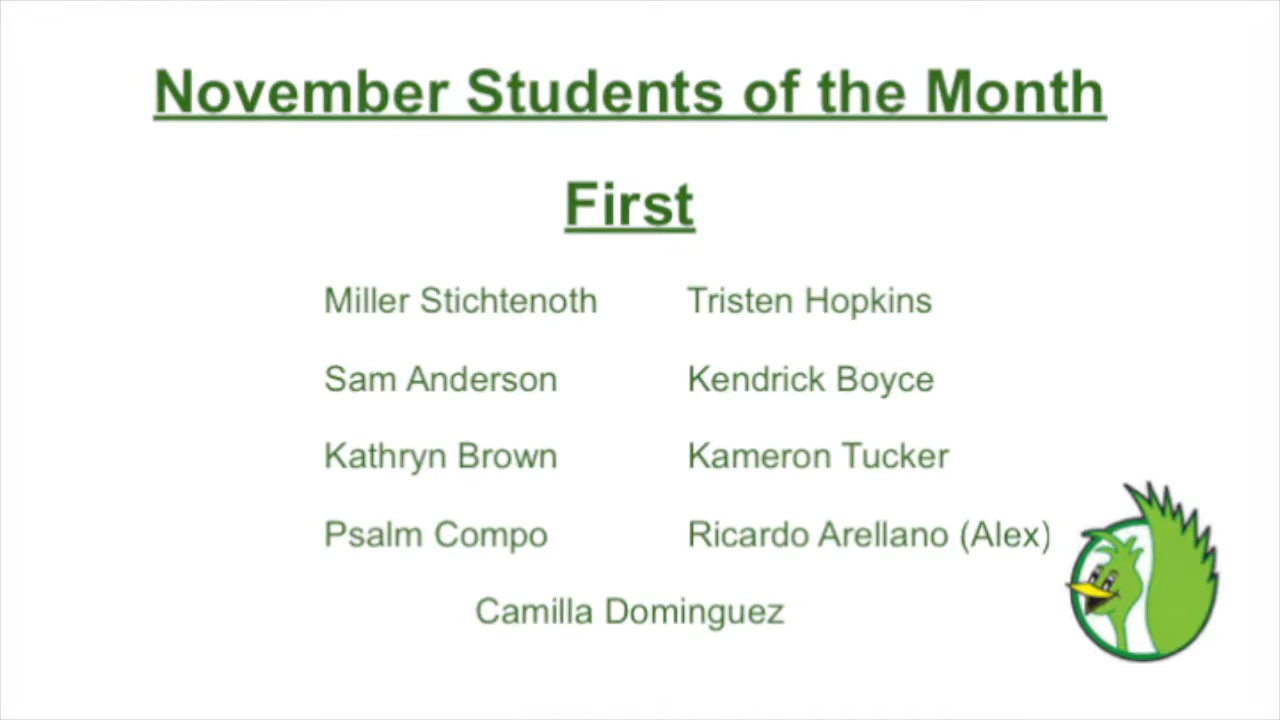 November Students of the Month
First
Miller Stichtenoth Tristen Hopkins
Sam Anderson Kendrick Boyce
Kathryn Brown Kameron Tucker
Psalm Compo Ricardo Arellano (Alex)
Camilla Dominguez